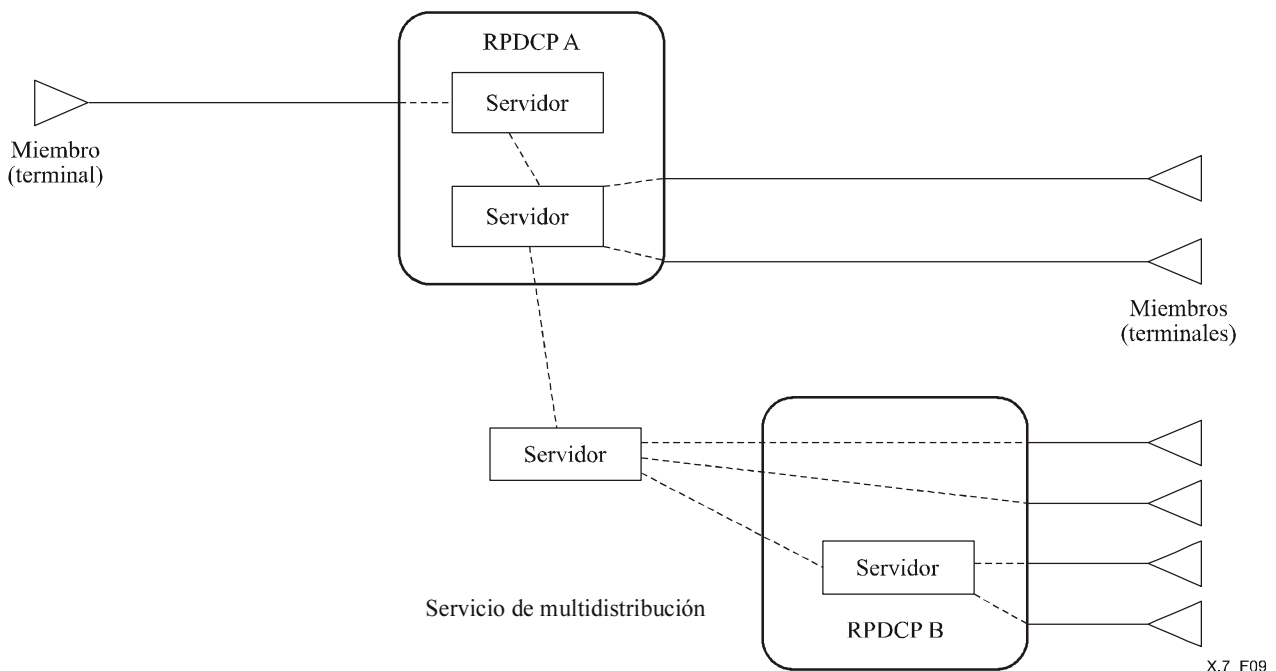 RPDCP A
Servidor
Miembro
(terminal)
Servidor
Miembros
(terminales)
Servidor
Servidor
Servicio de multidistribución
RPDCP B
X.7_F09